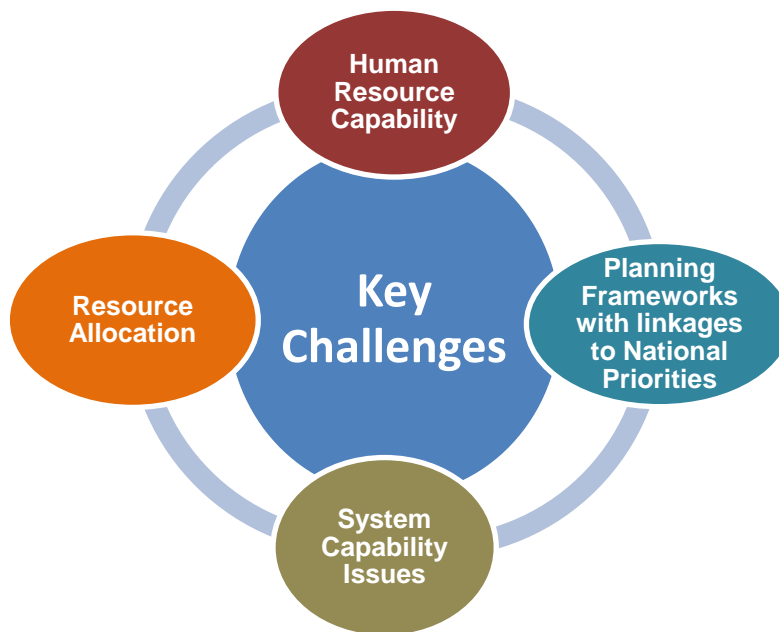 Human
Resource
Capability
Resource
Allocation
Key
Challenges
Planning
Frameworks
with linkages
to National
Priorities
System
Capability
Issues